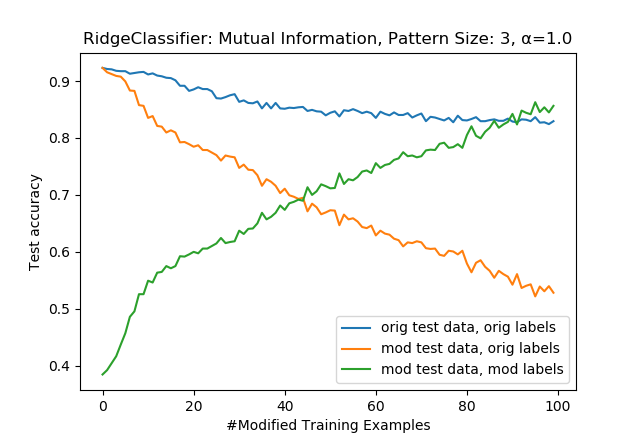 RidgeClassifier: Mutual Information, Pattern Size: 3, α=1.0
0.9
0.8
0.7
0.6
0.5
0.4
Test accuracy
orig test data, orig labels
mod test data, orig labels
mod test data, mod labels
0 20 40 60 80 100
#Modified Training Examples